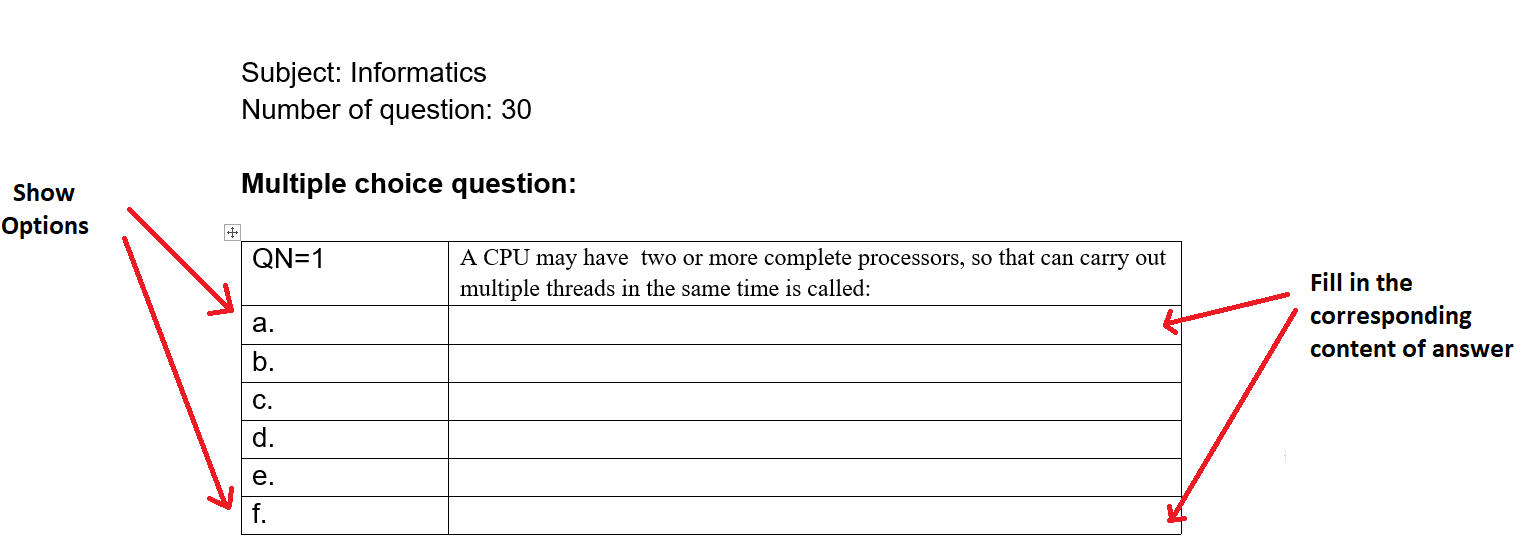 Subject: Informatics
Number of question: 30
Multiple choice question:
Show
Options
QN=1
A CPU may have  two or more complete processors, so that can carry out
multiple threads in the same time is called:
a.
b.
c.
d.
e.
f.
Fill in the
corresponding
content of answer